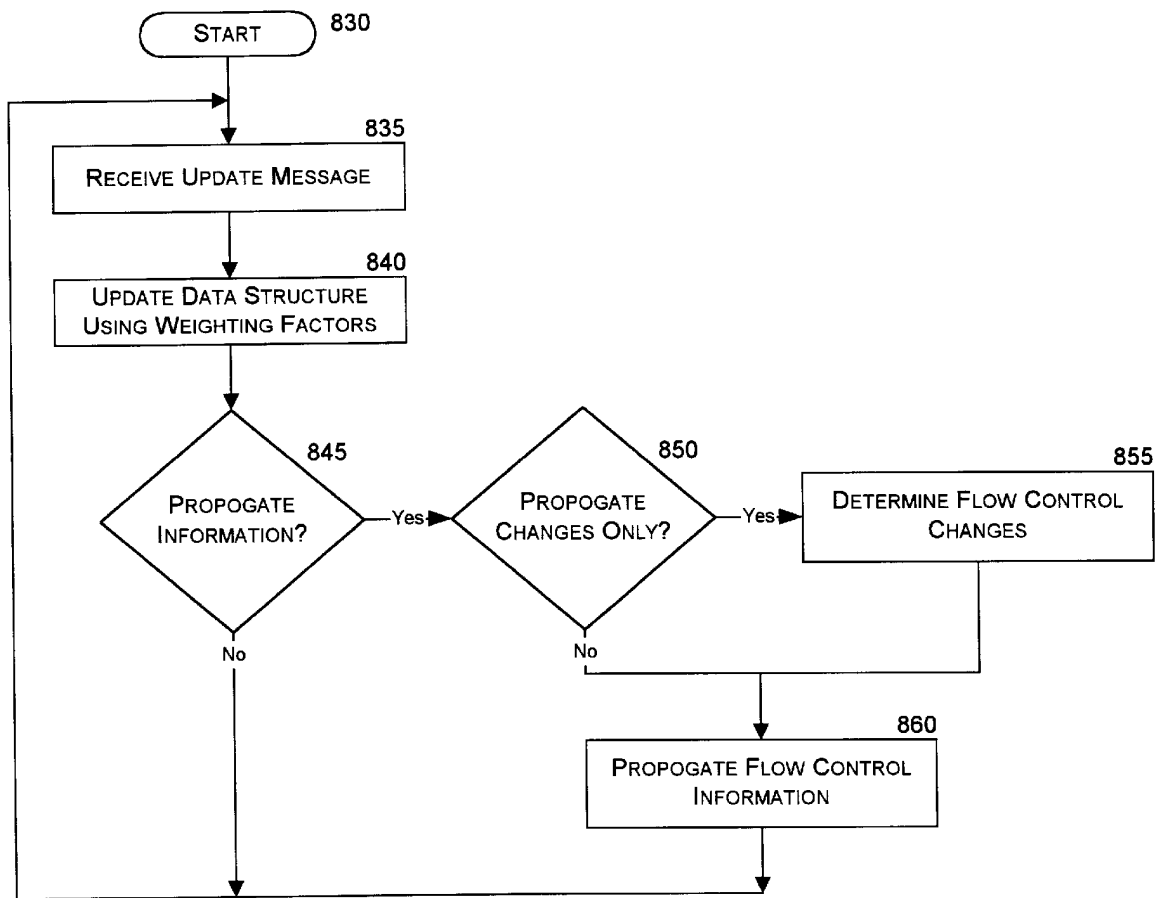 START
830
835
RECEIVE UPDATE MESSAGE
840
UPDATE DATA STRUCTURE
USING WEIGHTING FACTORS
845
PROPOGATE
INFORMATION?
Yes
No
850
PROPOGATE
CHANGES ONLY?
Yes
No
855
DETERMINE FLOW CONTROL
CHANGES
860
PROPOGATE FLOW CONTROL
INFORMATION